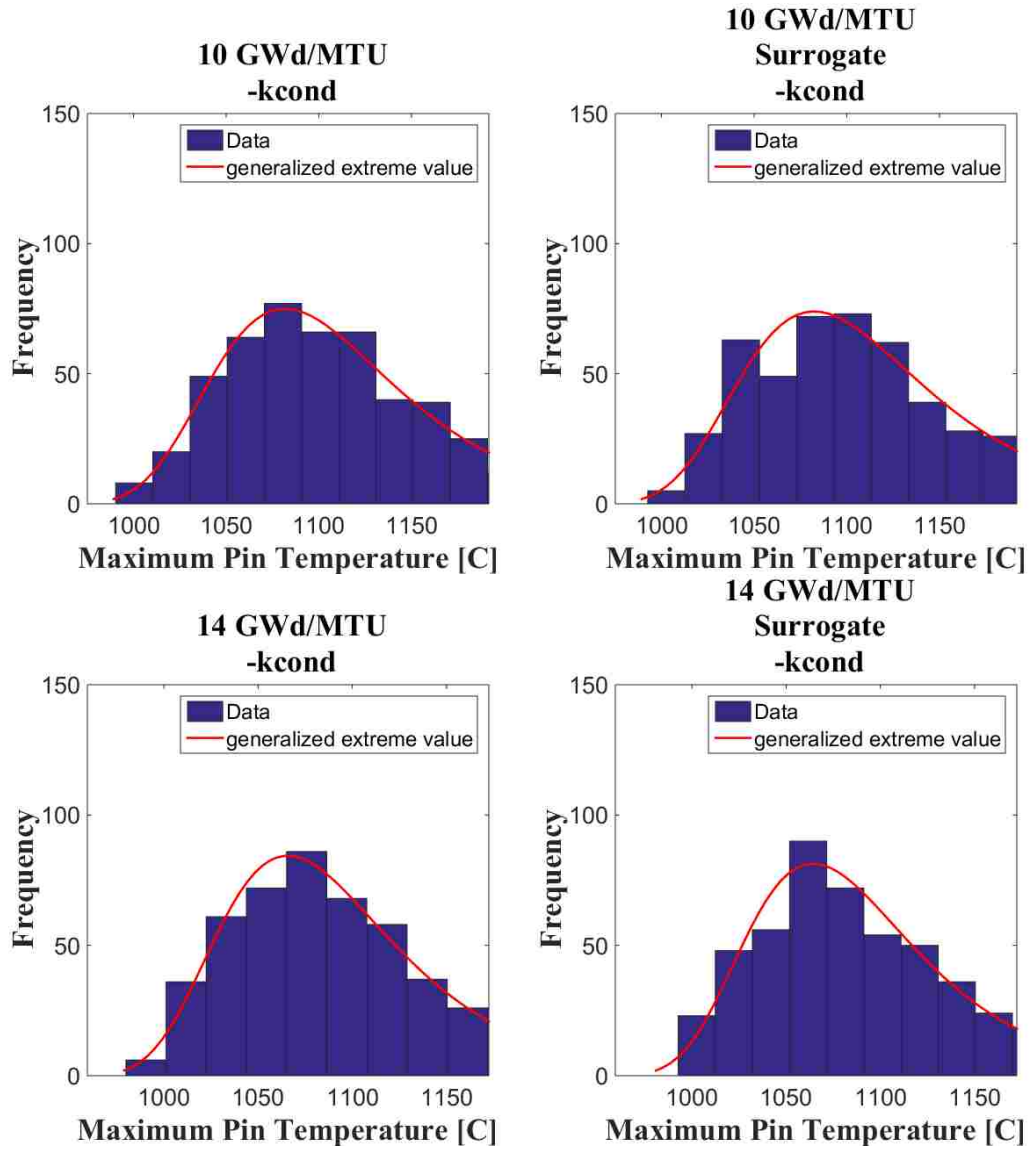 10 GWd/MTU
-kcond
150
100
50
0
Frequency
Data
generalized extreme value
1000 1050 1100 1150
Maximum Pin Temperature [C]
10 GWd/MTU
Surrogate
-kcond
150
100
50
0
Frequency
Data
generalized extreme value
1000 1050 1100 1150
Maximum Pin Temperature [C]
14 GWd/MTU
-kcond
150
100
50
0
Frequency
Data
generalized extreme value
1000 1050 1100 1150
Maximum Pin Temperature [C]
14 GWd/MTU
Surrogate
-kcond
150
100
50
0
Frequency
Data
generalized extreme value
1000 1050 1100 1150
Maximum Pin Temperature [C]